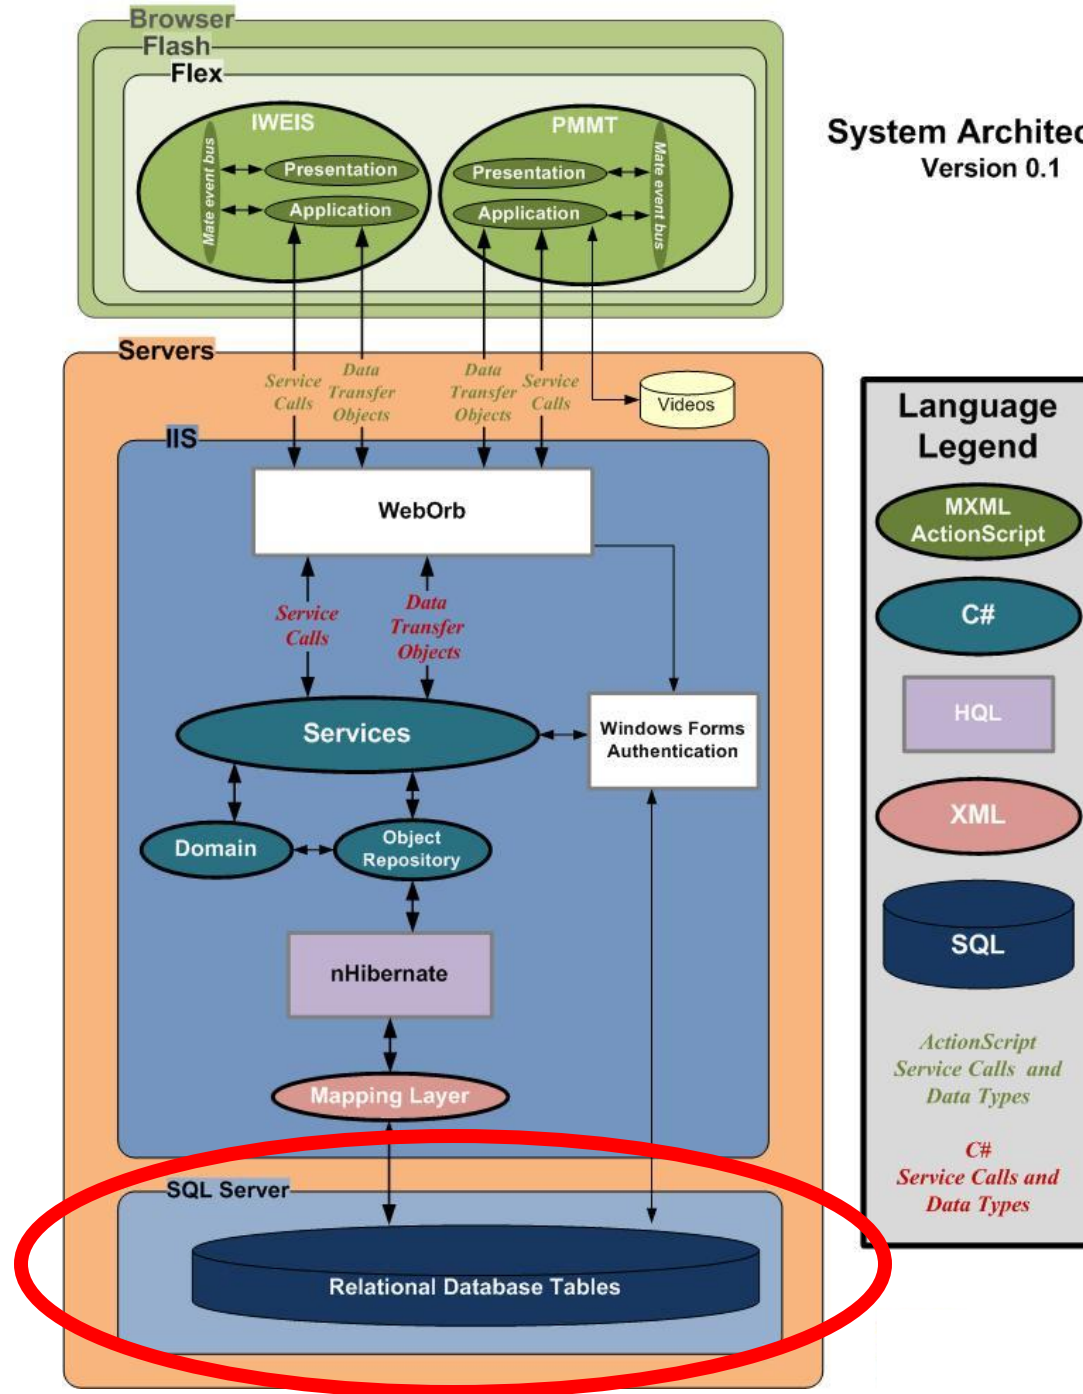 Browser
Flash
Flex
IWEIS
PMMT
Mate event bus
Presentation
Application
Presentation
Application
Mate event bus
System Architec
Version 0.1
Servers
Service
Calls
Data
Transfer
Objects
Data
Transfer
Objects
Service
Calls
Videos
IIS
WebOrb
Service
Calls
Data
Transfer
Objects
Services
Windows Forms
Authentication
Domain
Object
Repository
nHibernate
Mapping Layer
SQL Server
Relational Database Tables
Language
Legend
MXML
ActionScript
C#
HQL
XML
SQL
ActionScript
Service Calls and
Data Types
C#
Service Calls and
Data Types